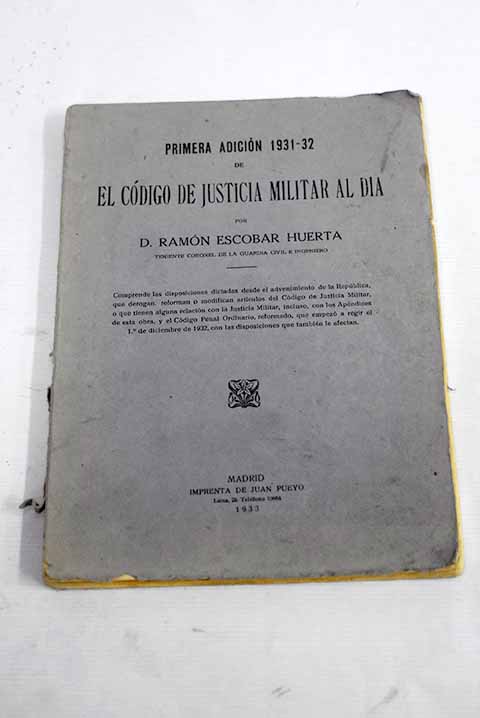 PRIMERA ADICIÓN 1931-32
DE
EL CÓDIGO DE JUSTICIA MILITAR AL DIA
POR
D. RAMÓN ESCOBAR HUERTA
TENIENTE CORONEL DE LA GUARDIA CIVIL E INGENIERO
Comprende las disposiciones dictadas desde el advenimiento de la República,
que derogan, reforman o modifican artículos del Código de Justicia Militar,
o que tienen alguna relación con la Justicia Militar, incluso, con los Apéndices
de esta obra, y el Código Penal Ordinario, reformado, que empezó a regir el
1.º de diciembre de 1932, con las disposiciones que también le afectan.
MADRID
IMPRENTA DE JUAN PUEYO
Luna, 29. Teléfono
1933